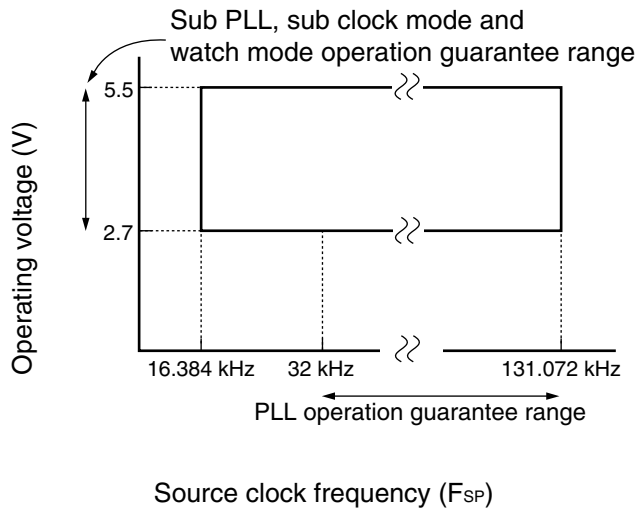 Sub PLL, sub clock mode and
watch mode operation guarantee range
5.5
Operating voltage (V)
2.7
16.384 kHz
32 kHz
131.072 kHz
PLL operation guarantee range
Source clock frequency (FSP)